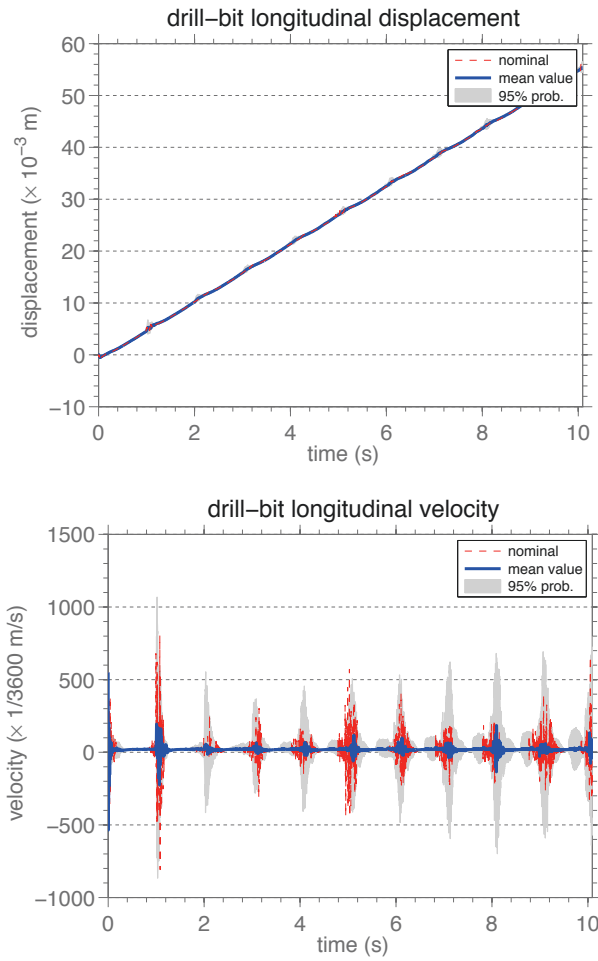 drill−bit longitudinal displacement
60
50
40
30
20
10
0
−10
displacement (× 10⁻³ m)
nominal
mean value
95% prob.
0 2 4 6 8 10
time (s)
drill−bit longitudinal velocity
1500
1000
500
0
−500
−1000
velocity (× 1/3600 m/s)
nominal
mean value
95% prob.
0 2 4 6 8 10
time (s)